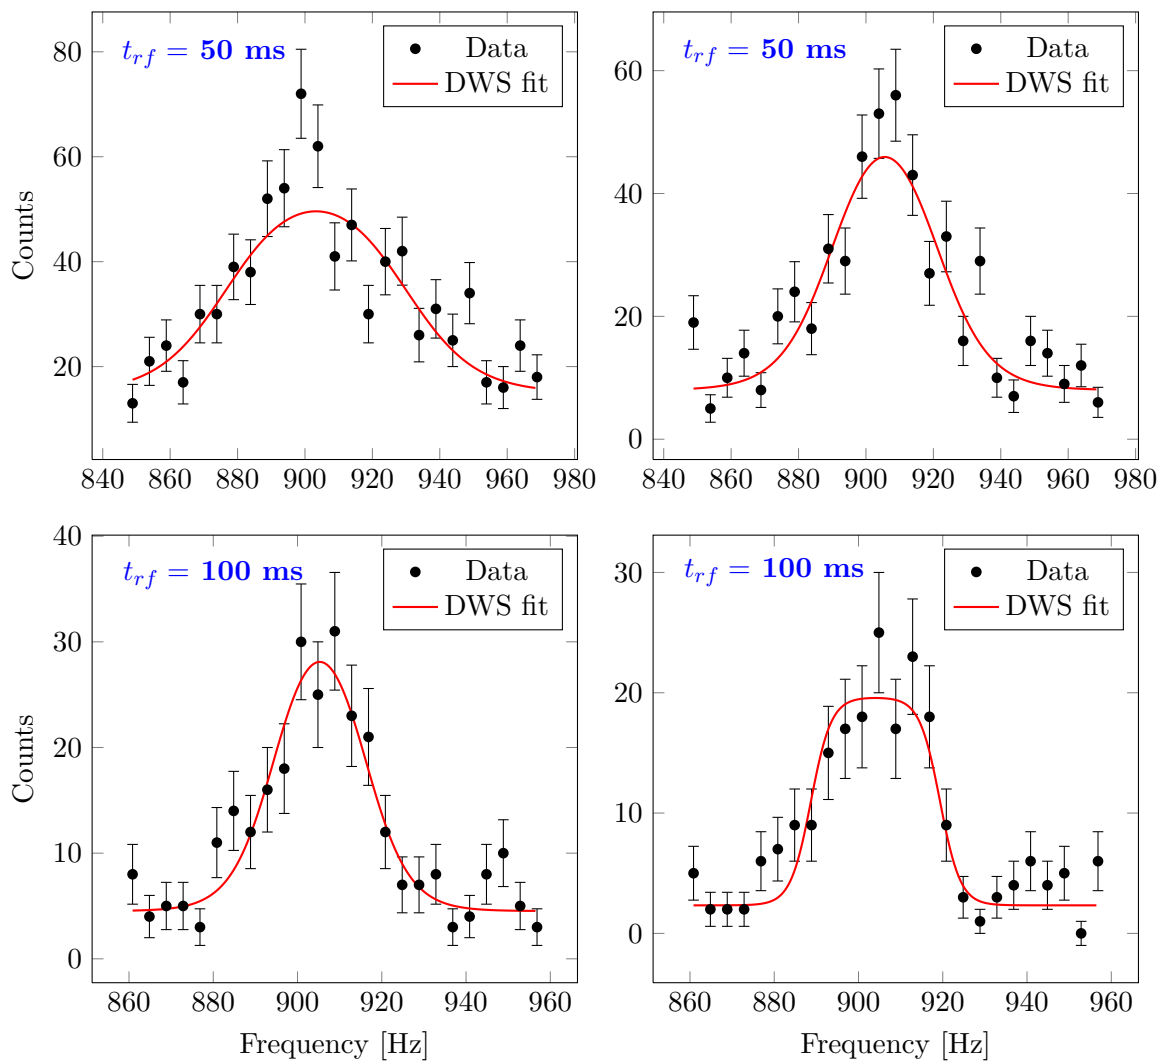 t_rf = 50 ms
Data
DWS fit
80
60
40
20
Counts
840 860 880 900 920 940 960 980
t_rf = 50 ms
Data
DWS fit
60
40
20
0
840 860 880 900 920 940 960 980
t_rf = 100 ms
Data
DWS fit
40
30
20
10
0
Counts
860 880 900 920 940 960
Frequency [Hz]
t_rf = 100 ms
Data
DWS fit
30
20
10
0
860 880 900 920 940 960
Frequency [Hz]